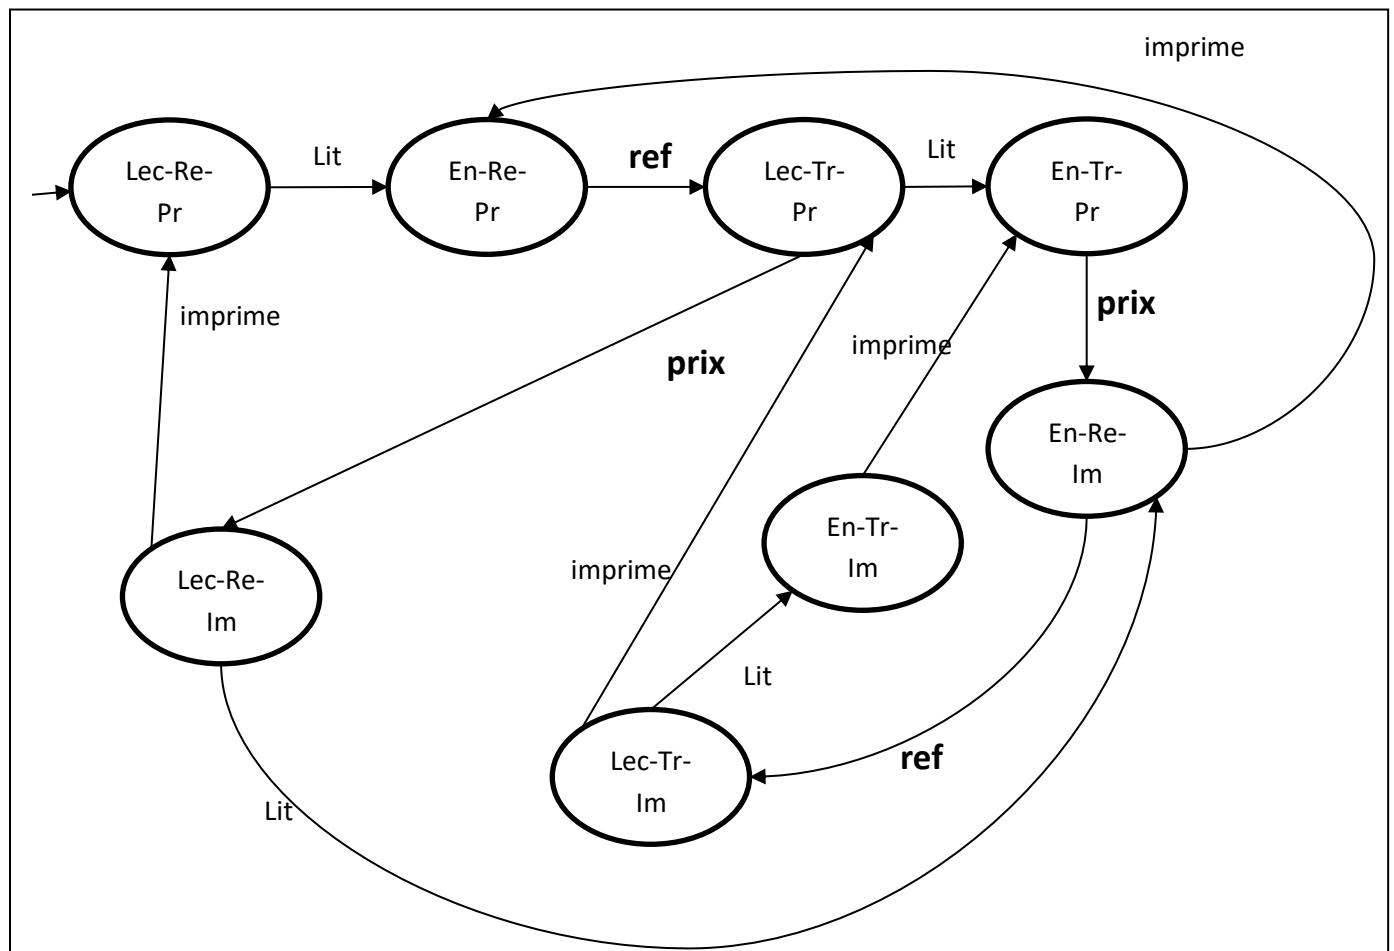 imprime
Lec-Re-
Pr
Lit
En-Re-
Pr
ref
Lec-Tr-
Pr
Lit
En-Tr-
Pr
imprime
prix
imprime
prix
En-Re-
Im
En-Tr-
Im
imprime
Lec-Re-
Im
Lit
Lec-Tr-
Im
ref
Lit